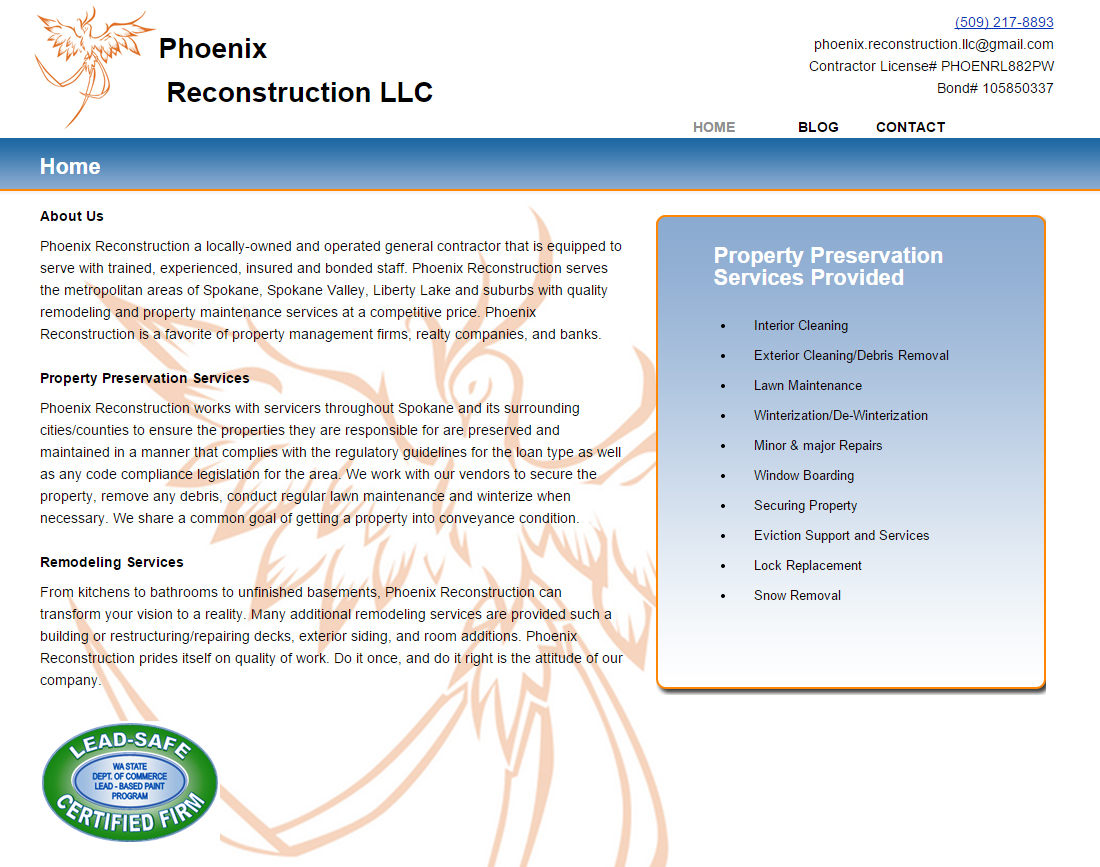 Phoenix
Reconstruction LLC
(509) 217-8893
phoenix.reconstruction.llc@gmail.com
Contractor License# PHOENRL882PW
Bond# 105850337
HOME BLOG CONTACT
Home
About Us
Phoenix Reconstruction a locally-owned and operated general contractor that is equipped to
serve with trained, experienced, insured and bonded staff. Phoenix Reconstruction serves
the metropolitan areas of Spokane, Spokane Valley, Liberty Lake and suburbs with quality
remodeling and property maintenance services at a competitive price. Phoenix
Reconstruction is a favorite of property management firms, realty companies, and banks.
Property Preservation Services
Phoenix Reconstruction works with servicers throughout Spokane and its surrounding
cities/counties to ensure the properties they are responsible for are preserved and
maintained in a manner that complies with the regulatory guidelines for the loan type as well
as any code compliance legislation for the area. We work with our vendors to secure the
property, remove any debris, conduct regular lawn maintenance and winterize when
necessary. We share a common goal of getting a property into conveyance condition.
Remodeling Services
From kitchens to bathrooms to unfinished basements, Phoenix Reconstruction can
transform your vision to a reality. Many additional remodeling services are provided such a
building or restructuring/repairing decks, exterior siding, and room additions. Phoenix
Reconstruction prides itself on quality of work. Do it once, and do it right is the attitude of our
company.
LEAD-SAFE
WA STATE
DEPT. OF COMMERCE
LEAD - BASED PAINT
PROGRAM
CERTIFIED FIRM
Property Preservation
Services Provided
• Interior Cleaning
• Exterior Cleaning/Debris Removal
• Lawn Maintenance
• Winterization/De-Winterization
• Minor & major Repairs
• Window Boarding
• Securing Property
• Eviction Support and Services
• Lock Replacement
• Snow Removal